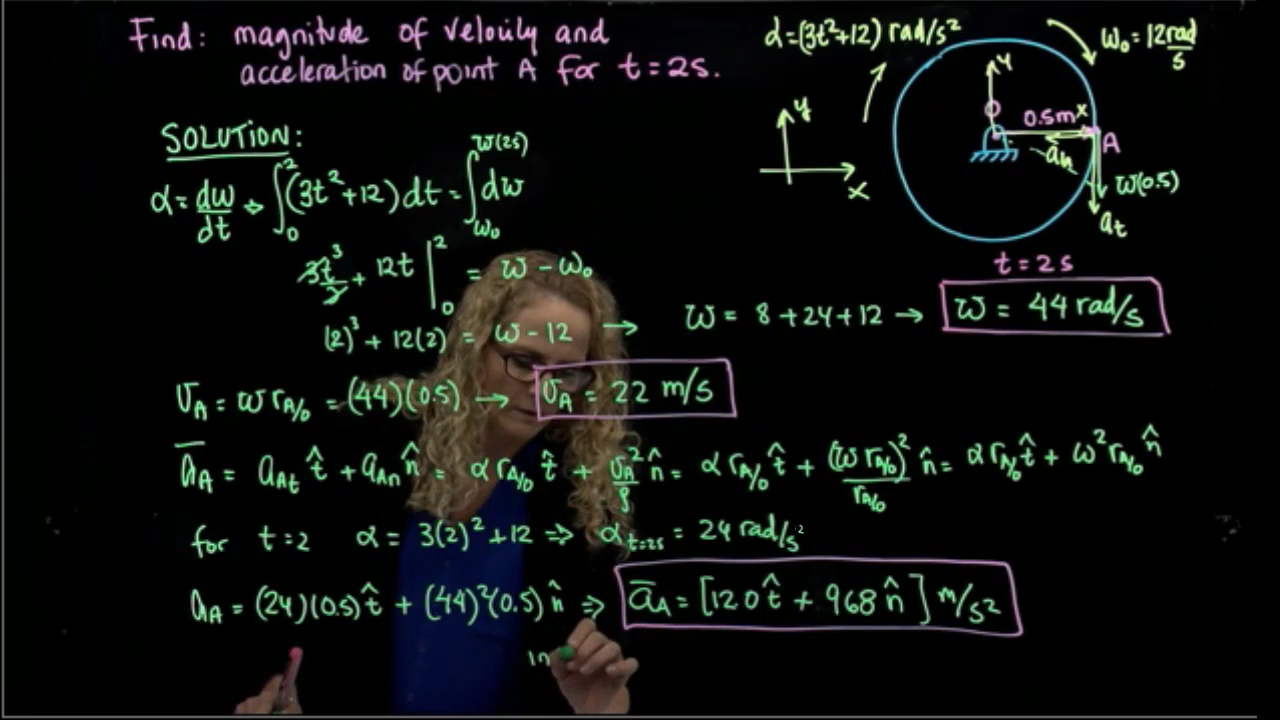 Find: magnitude of velocity and
acceleration of point A for t = 2s.
α = (3t²+12) rad/s²
ω₀ = 12 rad/s
y
x
y
x
0.5m
A
aₙ
ω(0.5)
aₜ
t = 2s
SOLUTION:
α = dω/dt ⇒ ∫₀² (3t²+12) dt = ∫_ω₀^ω(2s) dω
3t³/3 + 12t |₀² = ω - ω₀
(2)³ + 12(2) = ω - 12 → ω = 8 + 24 + 12 → ω = 44 rad/s
v_A = ω r_A/o = (44)(0.5) → v_A = 22 m/s
a̅_A = a_At t̂ + a_An n̂ = α r_A/o t̂ + v_A²/ρ n̂ = α r_A/o t̂ + (ω r_A/o)²/r_A/o n̂ = α r_A/o t̂ + ω² r_A/o n̂
for t = 2 α = 3(2)² + 12 ⇒ α_t=2s = 24 rad/s²
a_A = (24)(0.5) t̂ + (44)²(0.5) n̂ ⇒ a̅_A = [12.0 t̂ + 968 n̂] m/s²
in